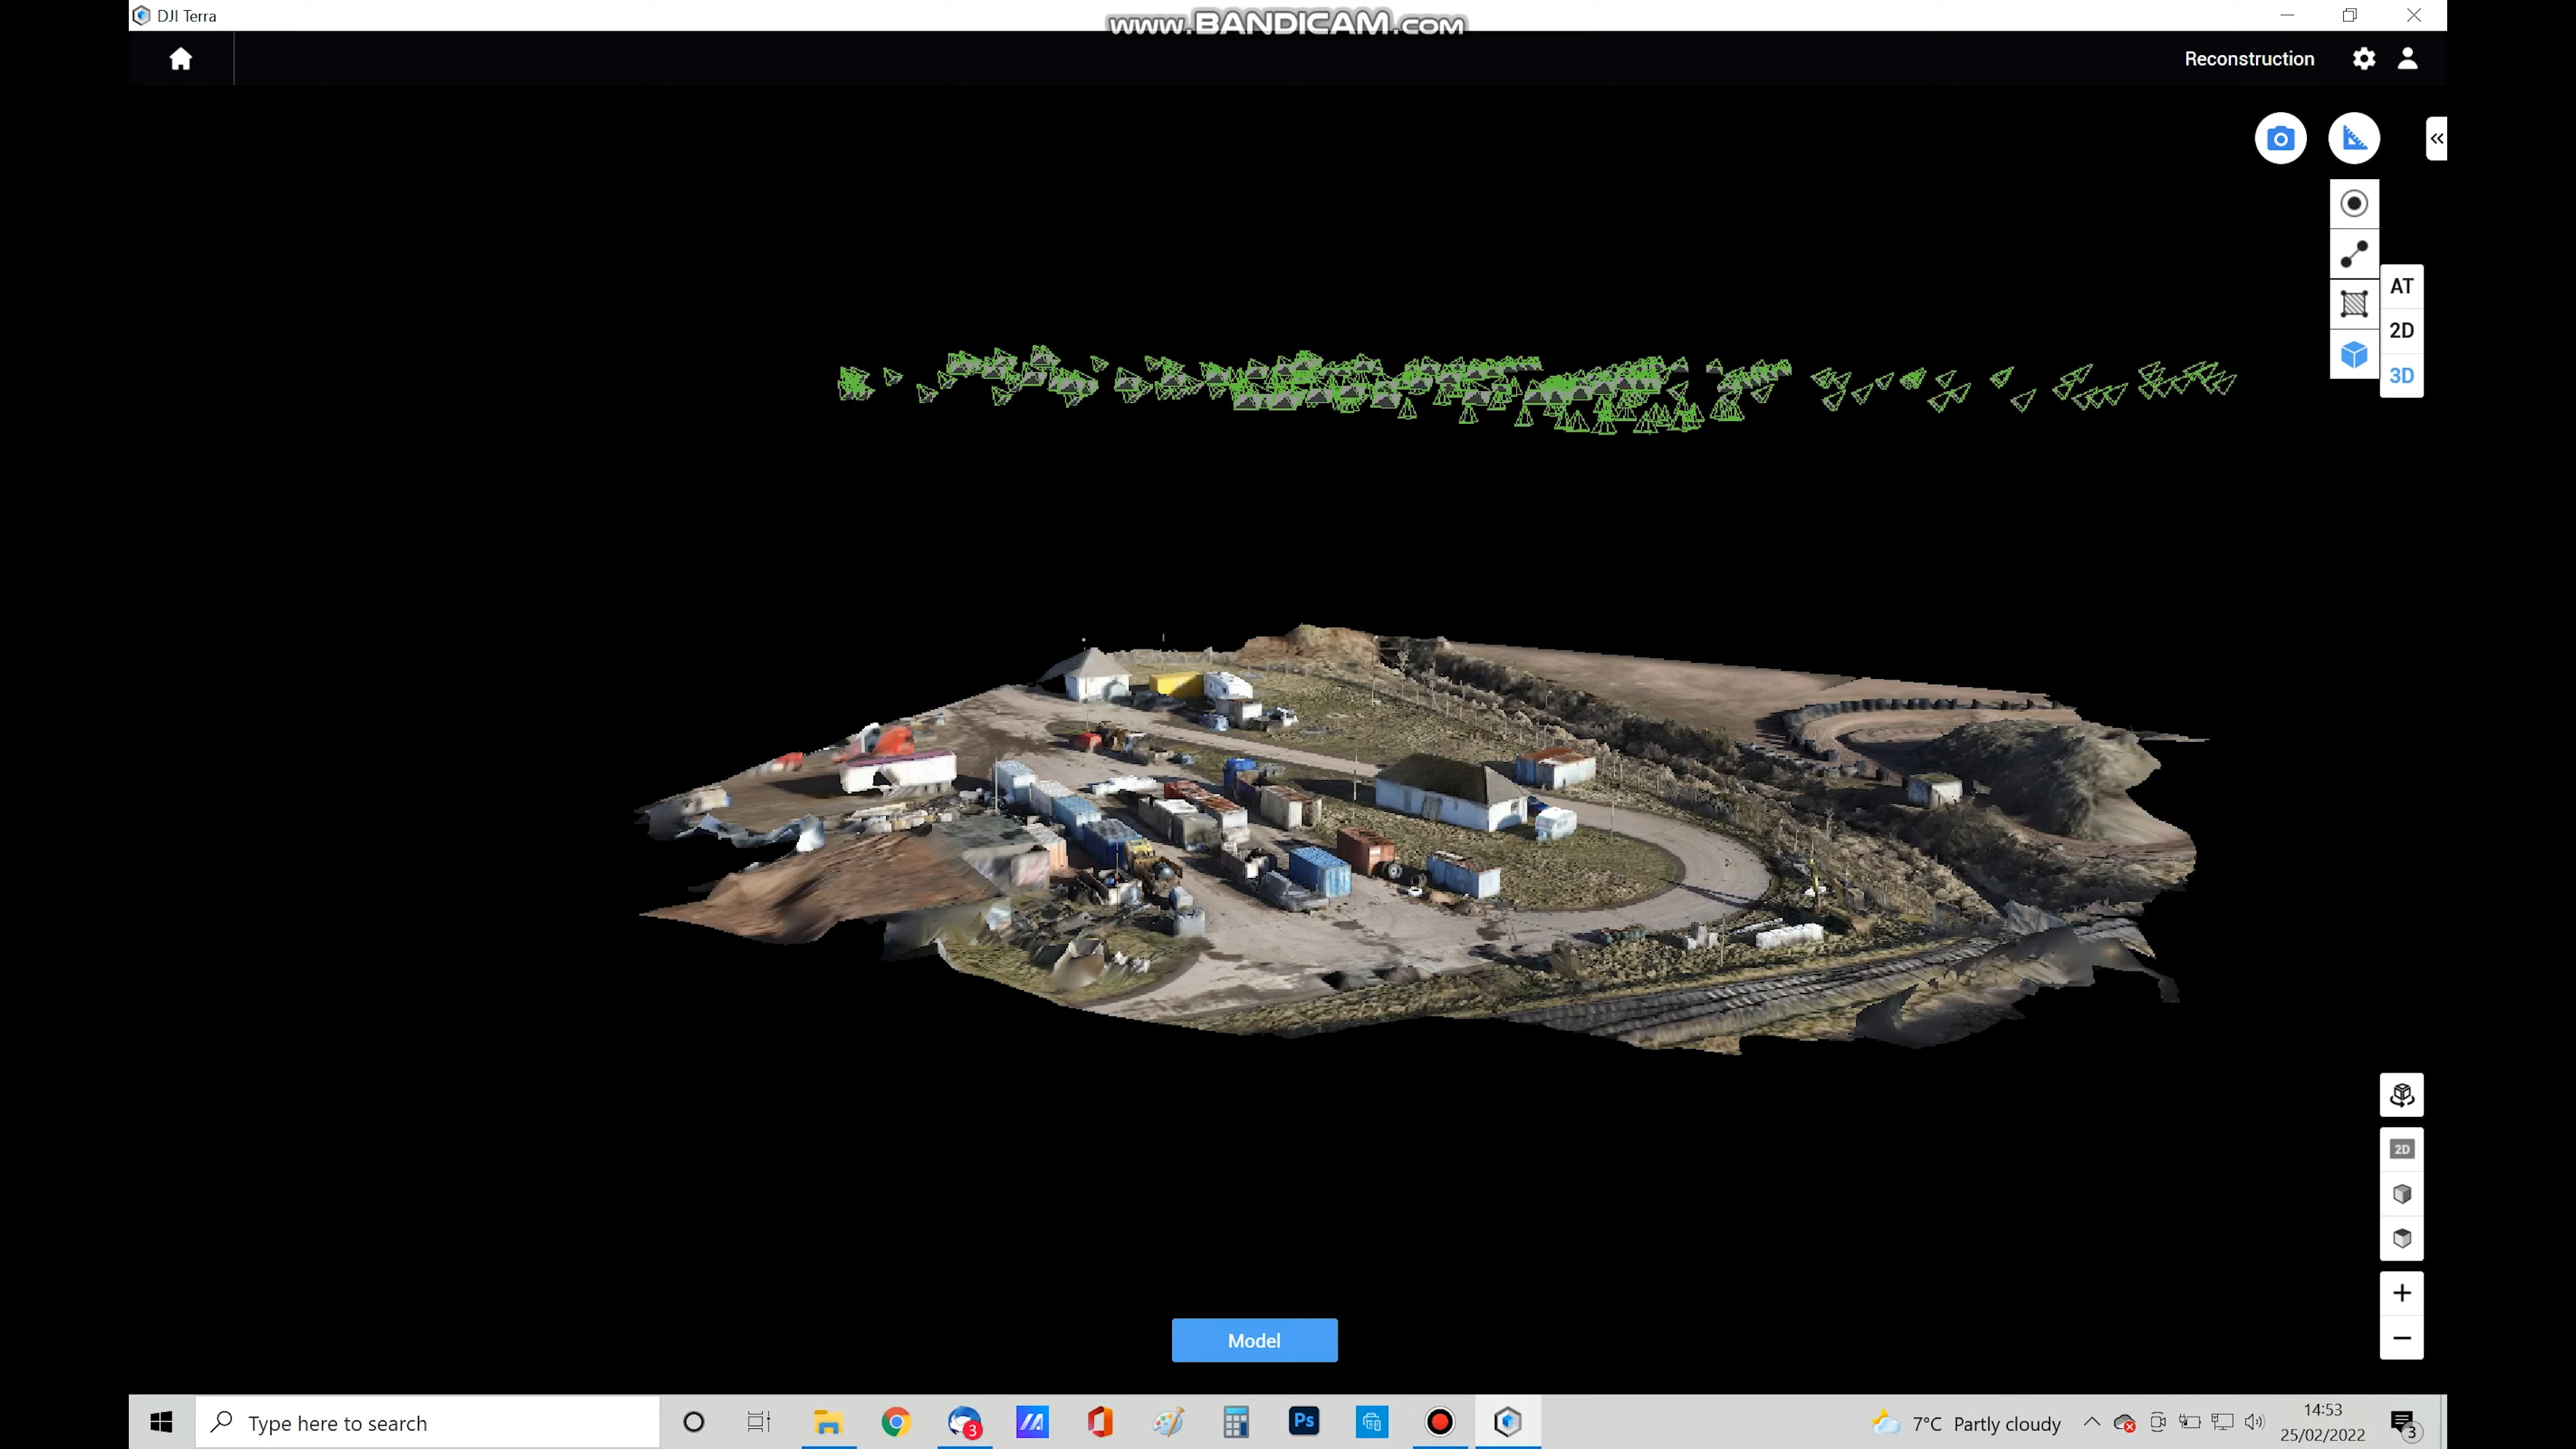 DJI Terra
www.BANDICAM.com
Reconstruction
AT
2D
3D
2D
Model
Type here to search
3
Ps
7°C Partly cloudy
14:53
25/02/2022
3